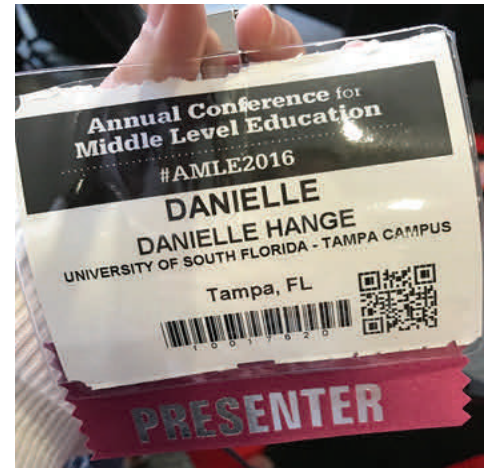 Annual Conference for
Middle Level Education
#AMLE2016
DANIELLE
DANIELLE HANGE
UNIVERSITY OF SOUTH FLORIDA - TAMPA CAMPUS
Tampa, FL
10017620
PRESENTER